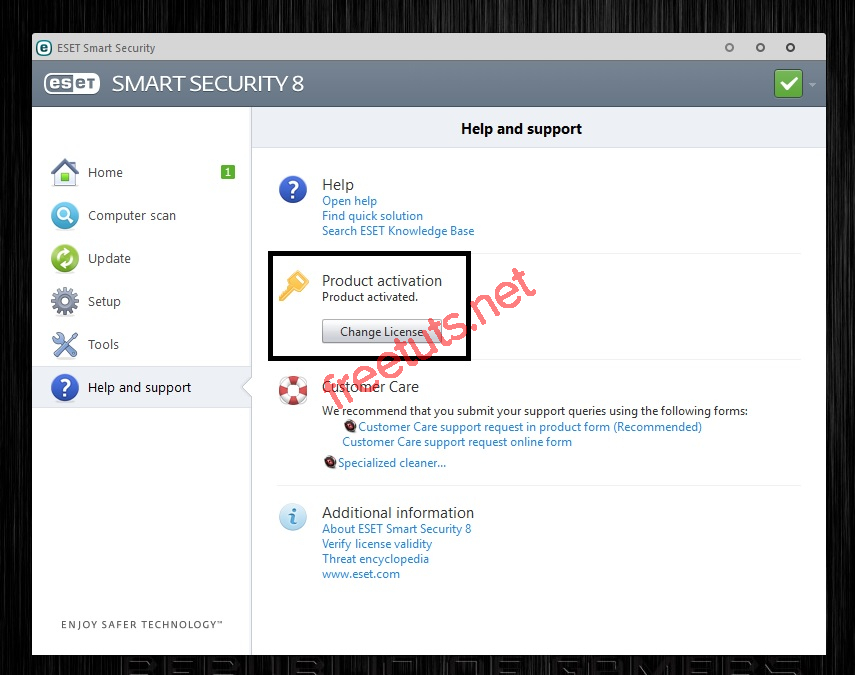 ESET Smart Security
eset SMART SECURITY 8
Help and support
Home 1
Computer scan
Update
Setup
Tools
Help and support
Help
Open help
Find quick solution
Search ESET Knowledge Base
Product activation
Product activated.
Change License
freetuts.net
Customer Care
We recommend that you submit your support queries using the following forms:
Customer Care support request in product form (Recommended)
Customer Care support request online form
Specialized cleaner...
Additional information
About ESET Smart Security 8
Verify license validity
Threat encyclopedia
www.eset.com
ENJOY SAFER TECHNOLOGY™
REPUBLIC OF GAMERS